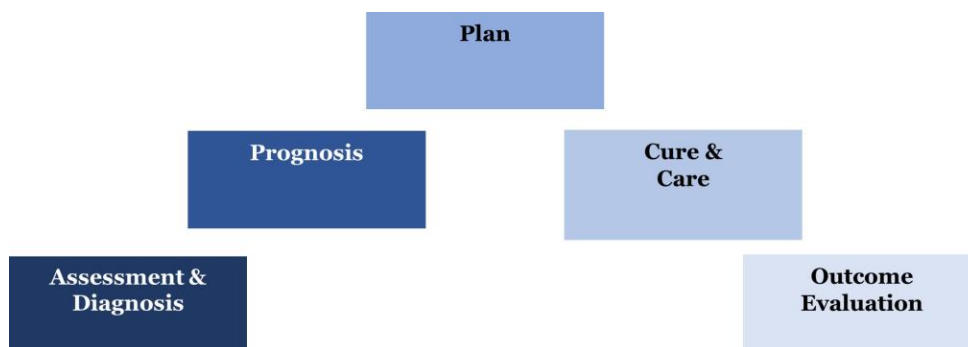 Plan
Prognosis
Cure &
Care
Assessment &
Diagnosis
Outcome
Evaluation